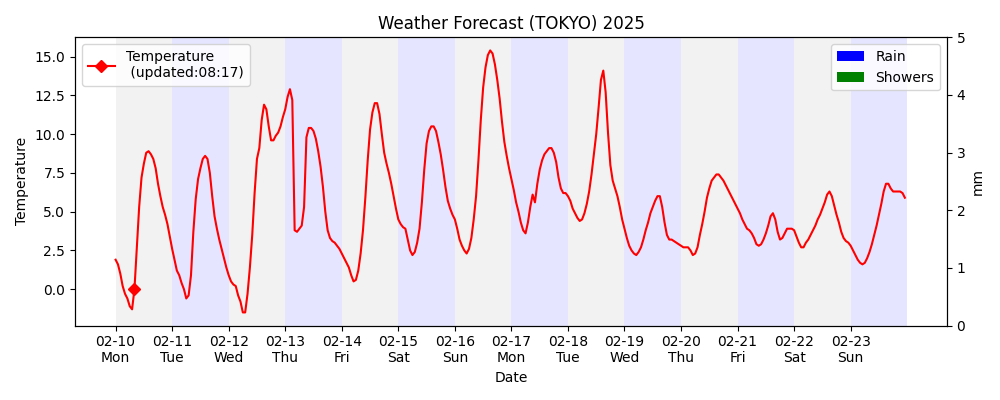 Weather Forecast (TOKYO) 2025
Temperature
(updated:08:17)
Rain
Showers
Temperature
15.0
12.5
10.0
7.5
5.0
2.5
0.0
5
4
3
2
1
0
mm
02-10 02-11 02-12 02-13 02-14 02-15 02-16 02-17 02-18 02-19 02-20 02-21 02-22 02-23
Mon Tue Wed Thu Fri Sat Sun Mon Tue Wed Thu Fri Sat Sun
Date